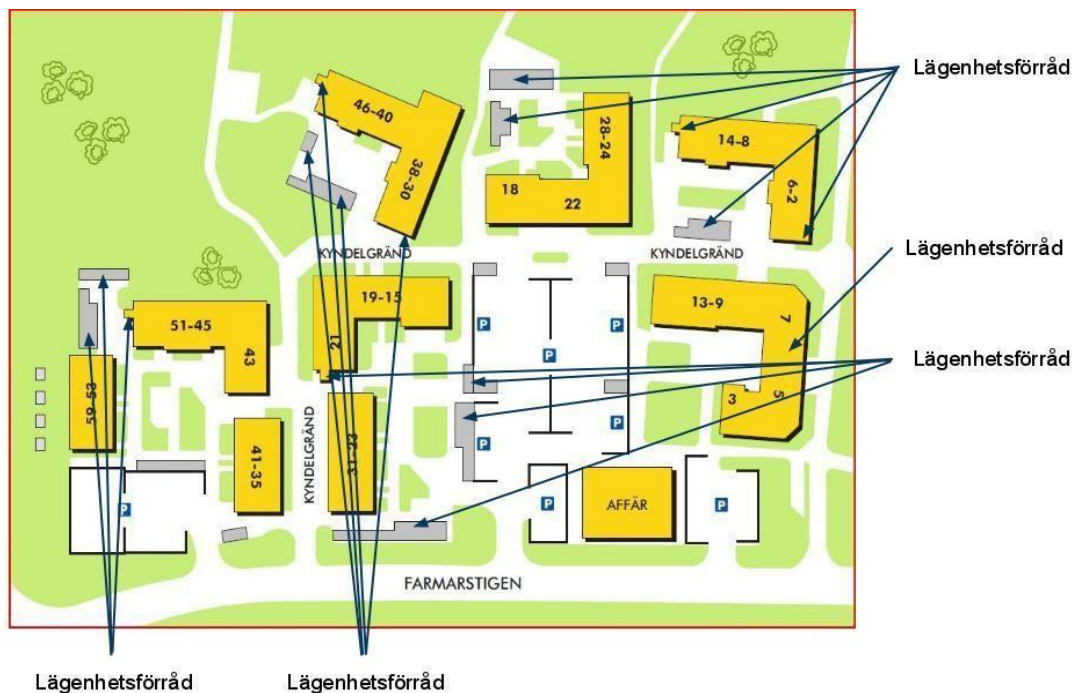 Lägenhetsförråd
46-40
28-24
14-8
38-30
18
22
6-2
KYNDELGRÄND
KYNDELGRÄND
Lägenhetsförråd
19-15
13-9
7
51-45
P
P
P
21
43
Lägenhetsförråd
59-53
3
5
P
P
KYNDELGRÄND
41-35
AFFÄR
P
P
P
FARMARSTIGEN
Lägenhetsförråd
Lägenhetsförråd